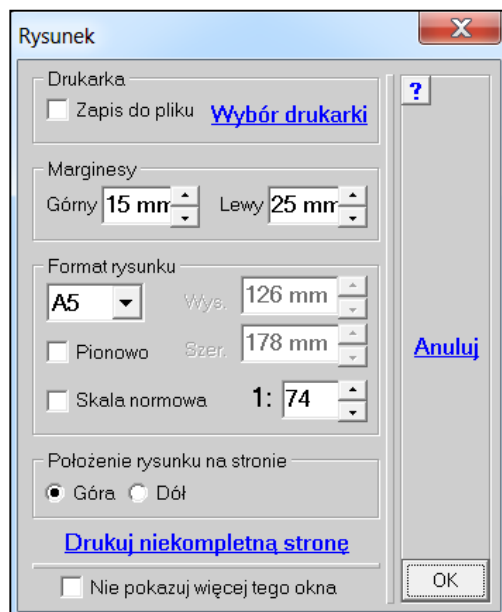 Rysunek
Drukarka
?
Zapis do pliku Wybór drukarki
Marginesy
Górny 15 mm Lewy 25 mm
Format rysunku
A5 Wys. 126 mm
Pionowo Szer. 178 mm
Anuluj
Skala normowa 1: 74
Położenie rysunku na stronie
Góra Dół
Drukuj niekompletną stronę
Nie pokazuj więcej tego okna
OK